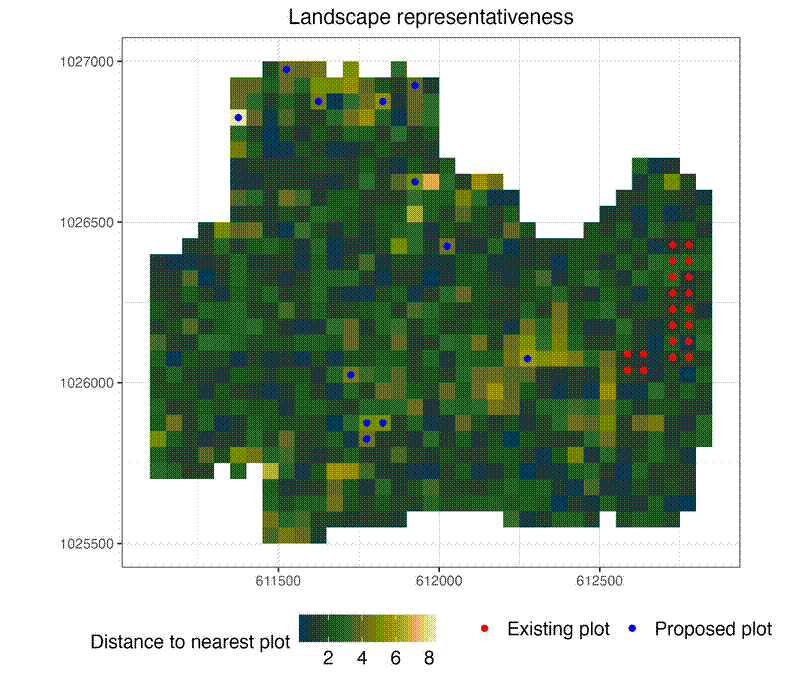 Landscape representativeness
1027000
1026500
1026000
1025500
611500 612000 612500
Distance to nearest plot
2 4 6 8
Existing plot
Proposed plot